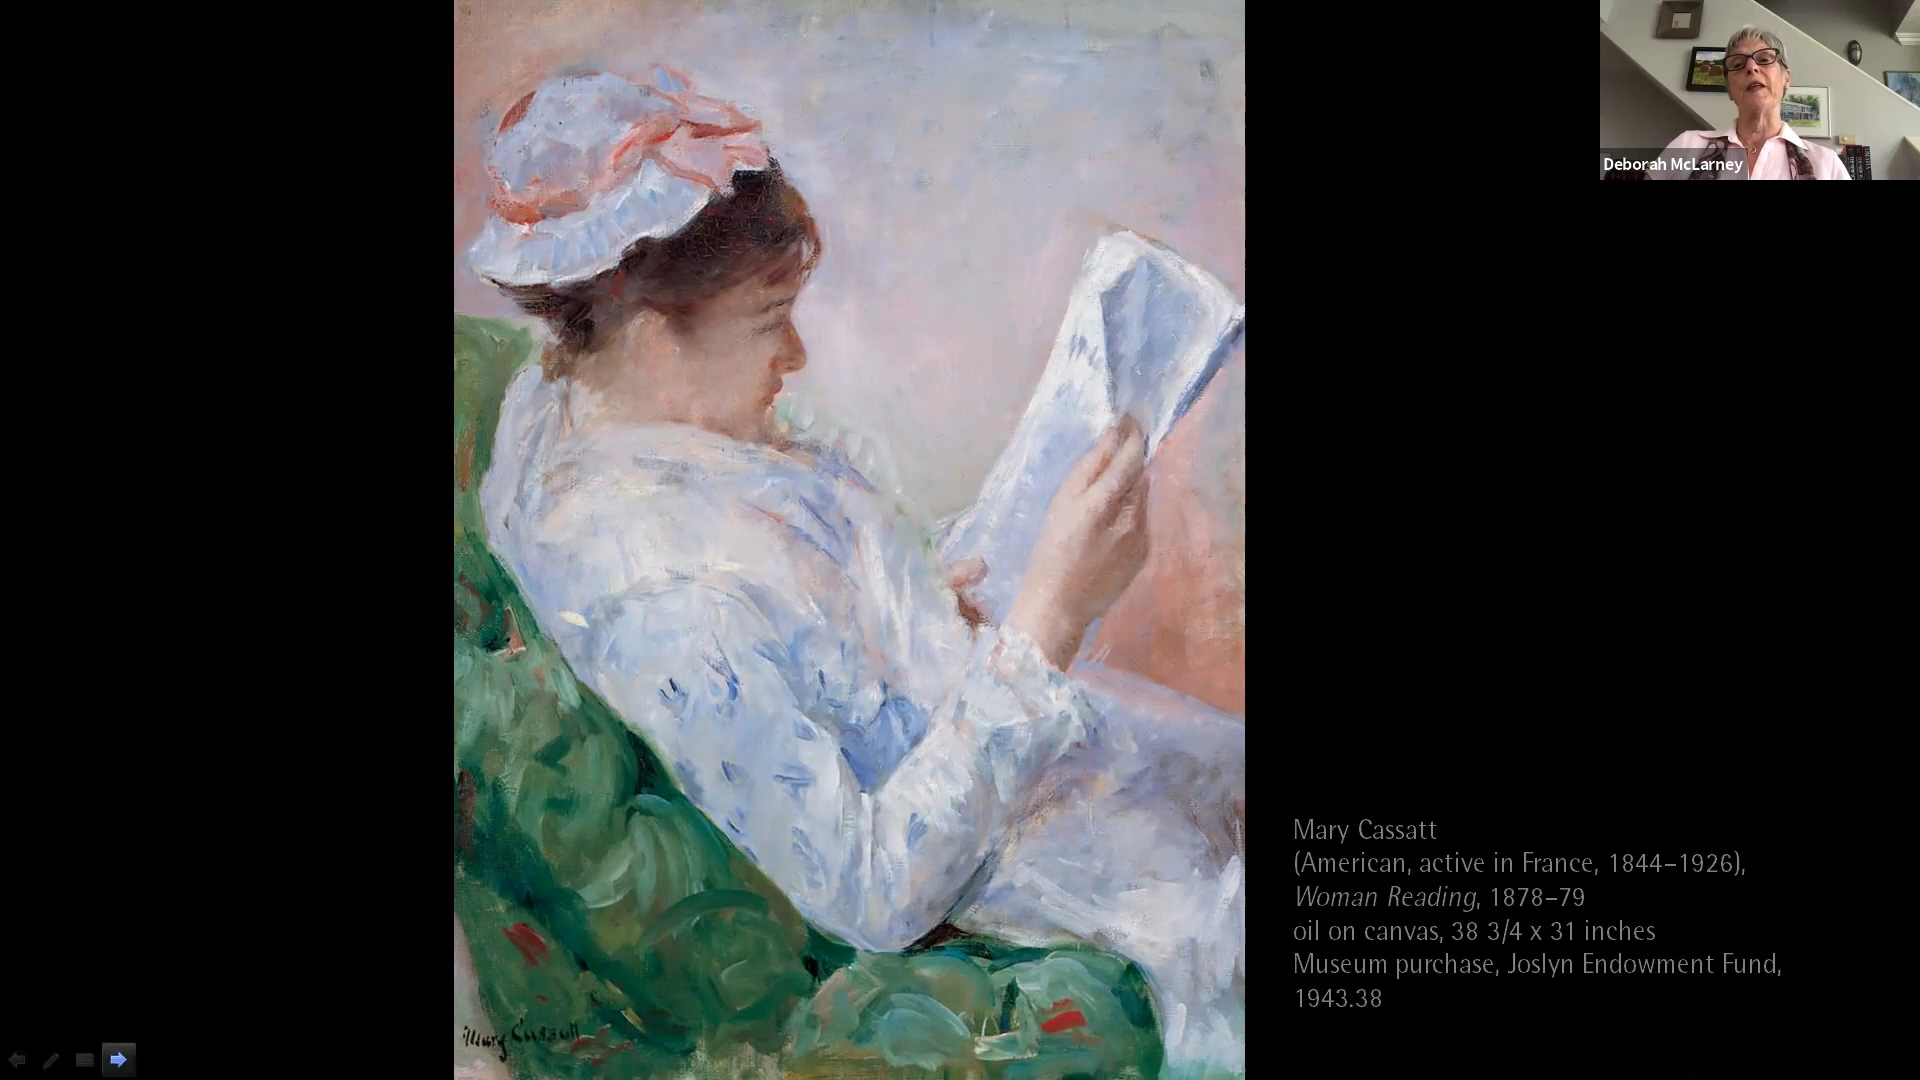 Deborah McLarney
Mary Cassatt
(American, active in France, 1844–1926),
Woman Reading, 1878–79
oil on canvas, 38 3/4 x 31 inches
Museum purchase, Joslyn Endowment Fund,
1943.38
Mary Cassatt